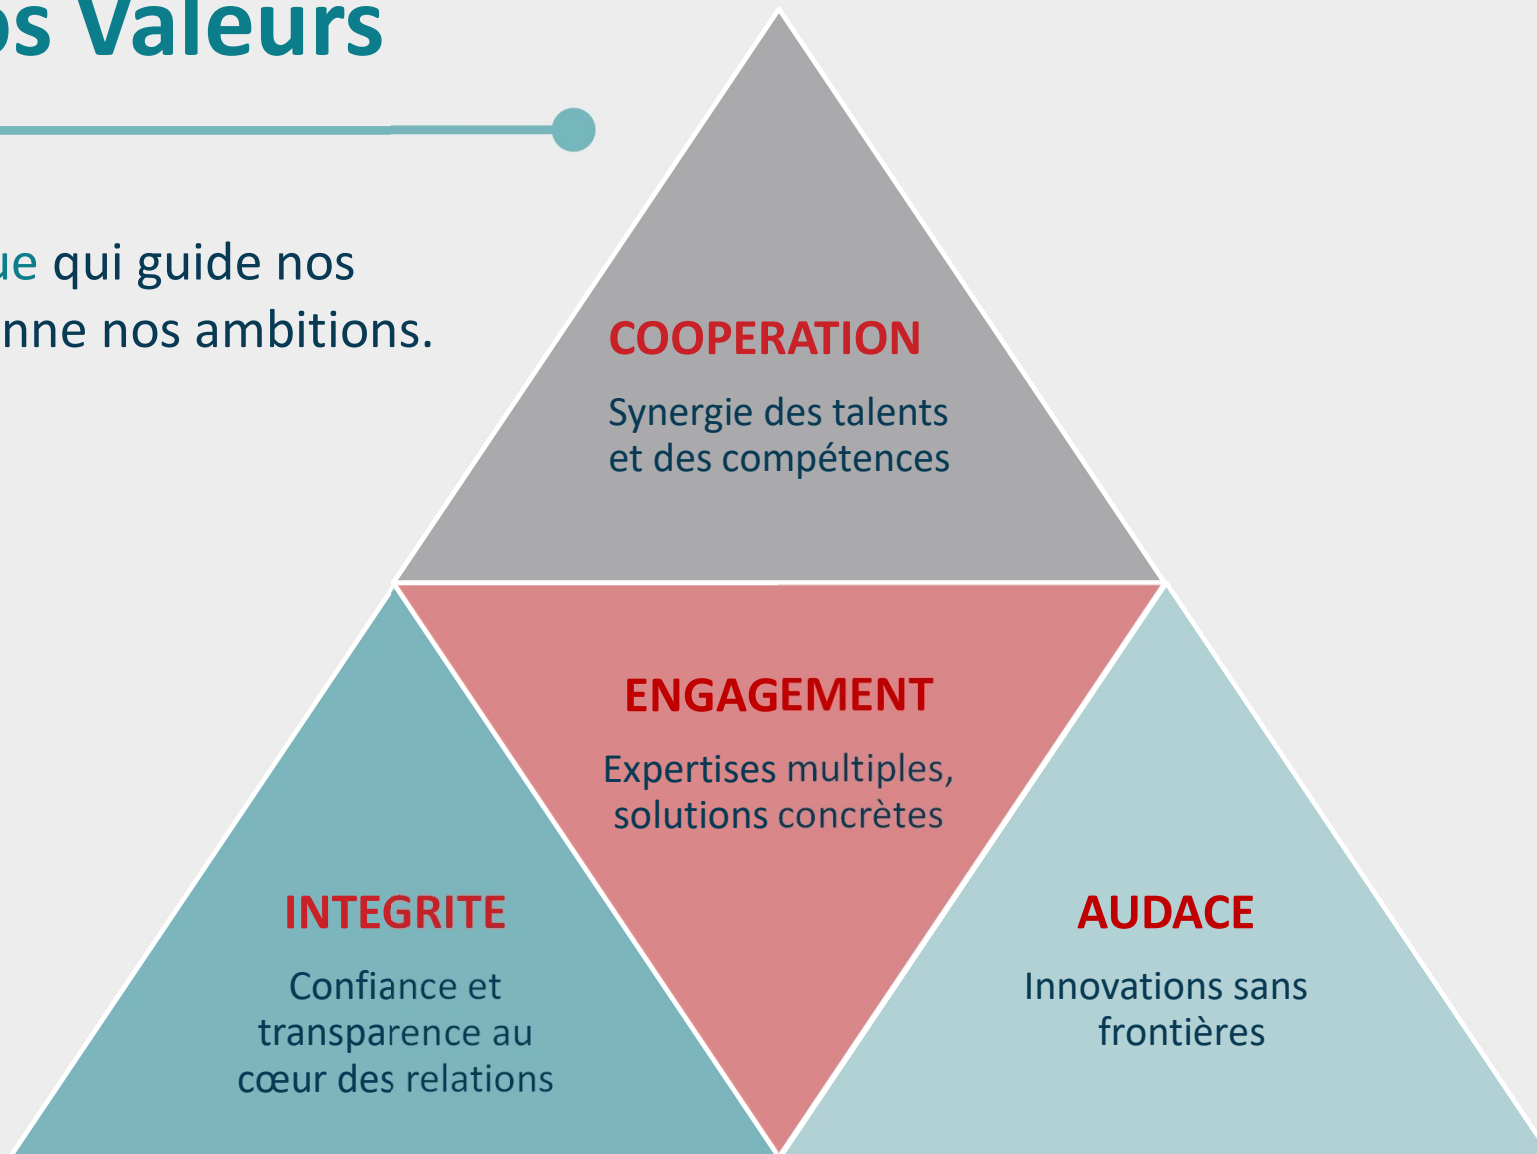 os Valeurs
ue qui guide nos
nne nos ambitions.
COOPERATION
Synergie des talents
et des compétences
ENGAGEMENT
Expertises multiples,
solutions concrètes
INTEGRITE
Confiance et
transparence au
cœur des relations
AUDACE
Innovations sans
frontières